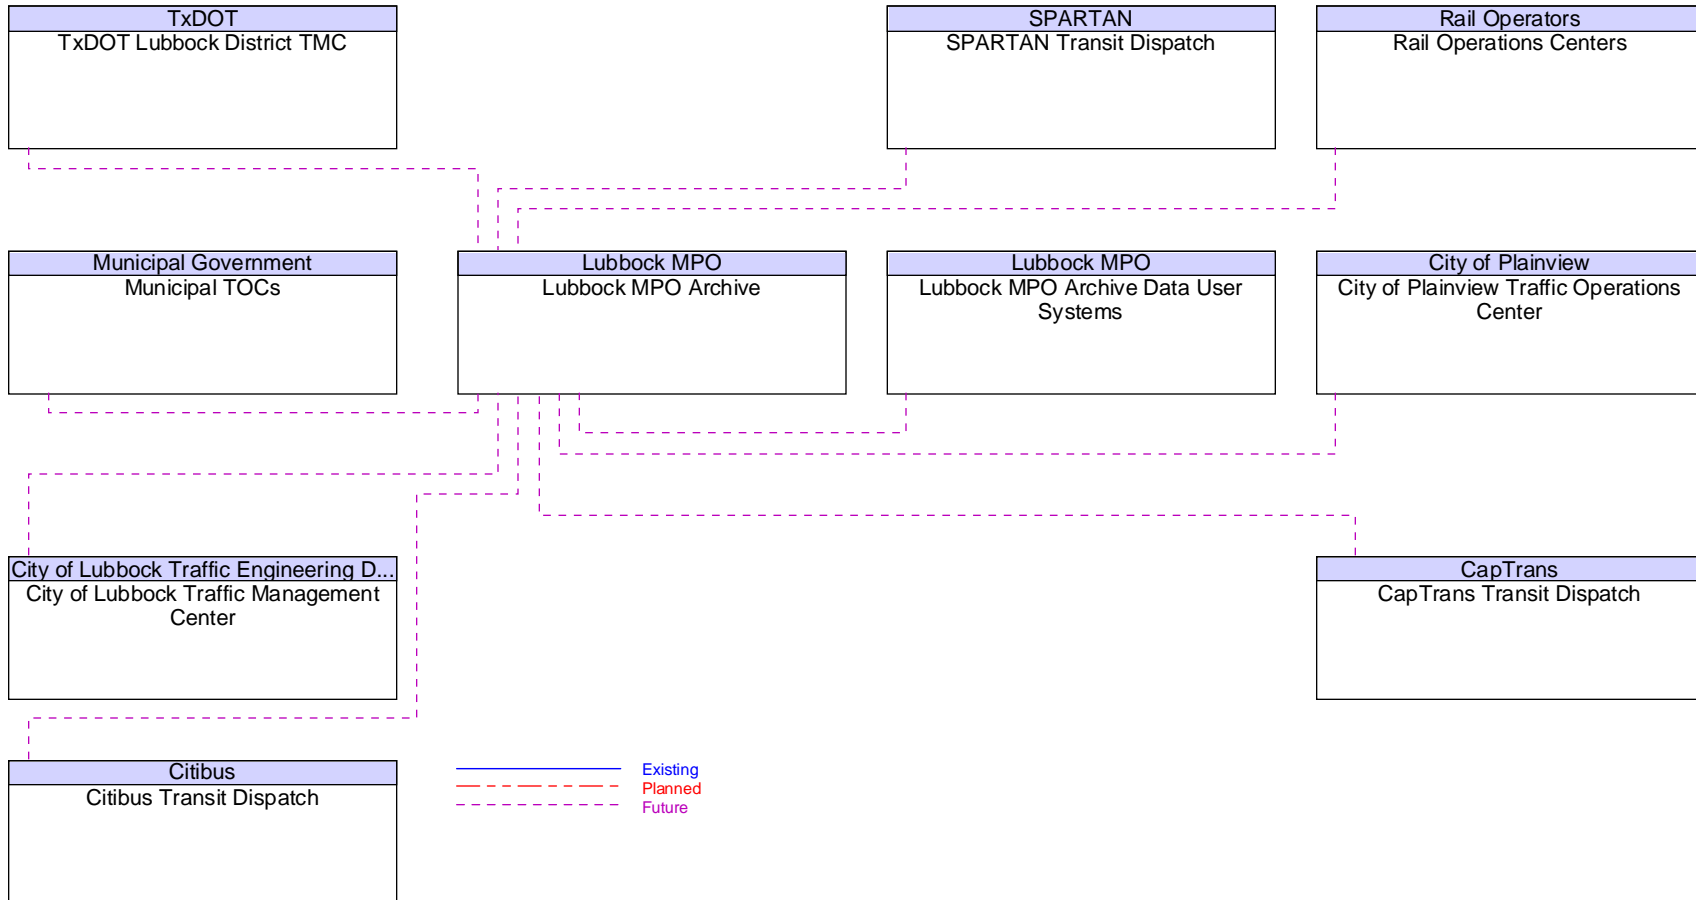 TxDOT
TxDOT Lubbock District TMC
SPARTAN
SPARTAN Transit Dispatch
Rail Operators
Rail Operations Centers
Municipal Government
Municipal TOCs
Lubbock MPO
Lubbock MPO Archive
Lubbock MPO
Lubbock MPO Archive Data User
Systems
City of Plainview
City of Plainview Traffic Operations
Center
City of Lubbock Traffic Engineering D...
City of Lubbock Traffic Management
Center
CapTrans
CapTrans Transit Dispatch
Citibus
Citibus Transit Dispatch
Existing
Planned
Future